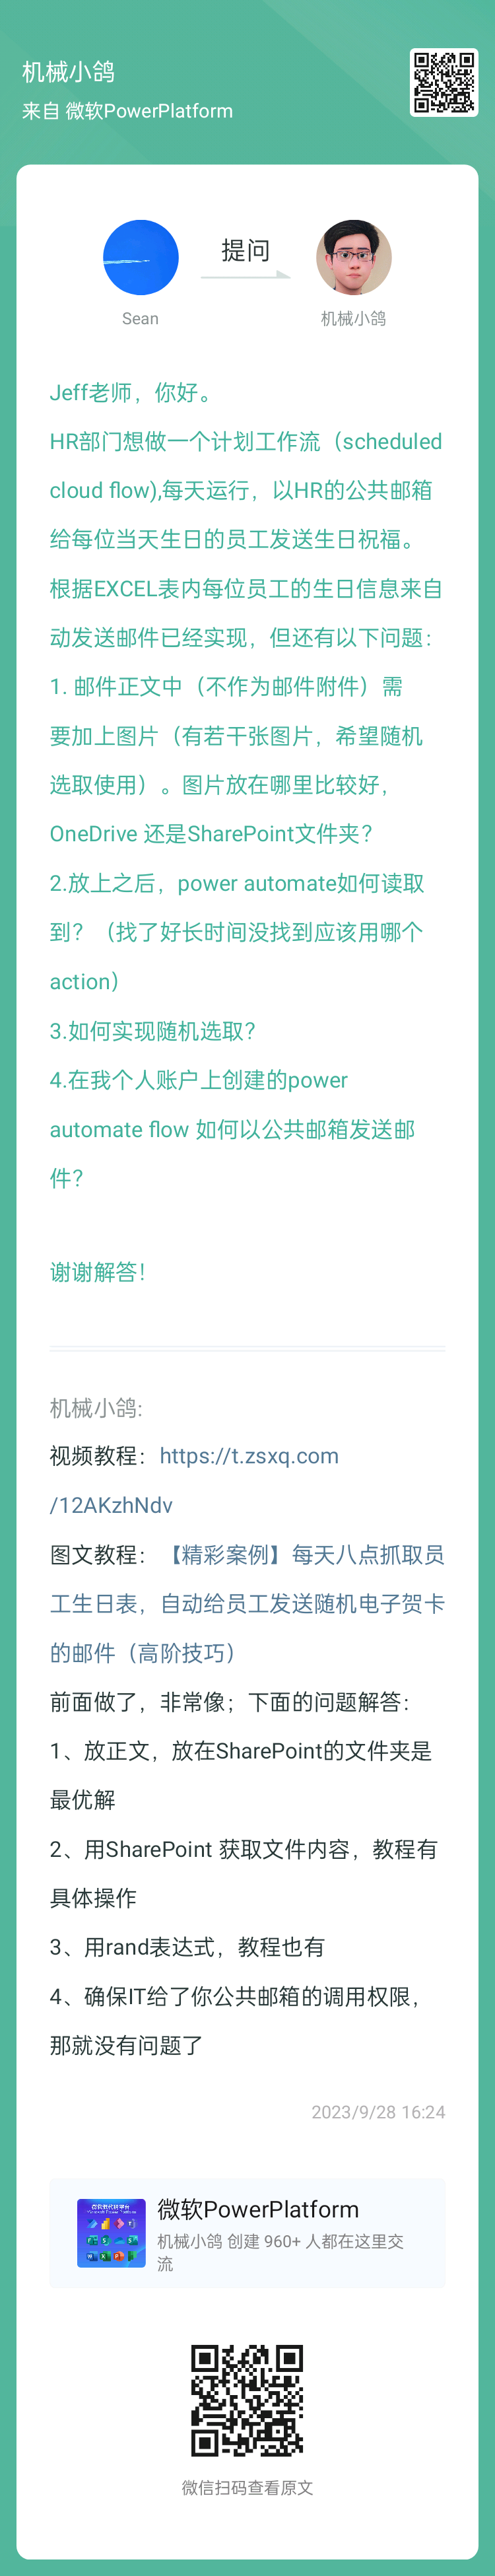 机械小鸽
来自 微软PowerPlatform
提问
Sean
机械小鸽
Jeff老师，你好。
HR部门想做一个计划工作流（scheduled
cloud flow),每天运行，以HR的公共邮箱
给每位当天生日的员工发送生日祝福。
根据EXCEL表内每位员工的生日信息来自
动发送邮件已经实现，但还有以下问题：
1. 邮件正文中（不作为邮件附件）需
要加上图片（有若干张图片，希望随机
选取使用）。图片放在哪里比较好，
OneDrive 还是SharePoint文件夹？
2.放上之后，power automate如何读取
到？（找了好长时间没找到应该用哪个
action）
3.如何实现随机选取？
4.在我个人账户上创建的power
automate flow 如何以公共邮箱发送邮
件？
谢谢解答！
机械小鸽:
视频教程：https://t.zsxq.com
/12AKzhNdv
图文教程：【精彩案例】每天八点抓取员
工生日表，自动给员工发送随机电子贺卡
的邮件（高阶技巧）
前面做了，非常像；下面的问题解答：
1、放正文，放在SharePoint的文件夹是
最优解
2、用SharePoint 获取文件内容，教程有
具体操作
3、用rand表达式，教程也有
4、确保IT给了你公共邮箱的调用权限，
那就没有问题了
2023/9/28 16:24
微软PowerPlatform
机械小鸽 创建 960+ 人都在这里交
流
微信扫码查看原文